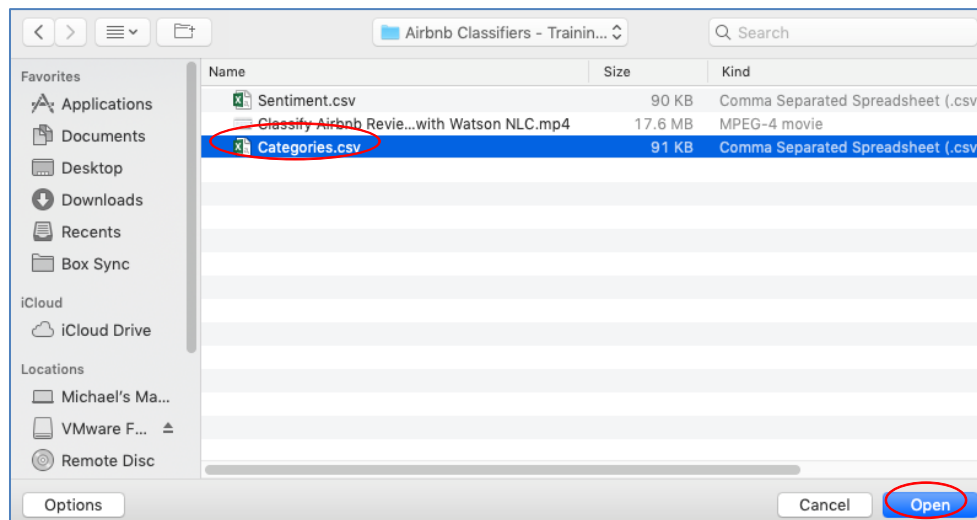 Airbnb Classifiers - Trainin...
Search
Favorites
Applications
Documents
Desktop
Downloads
Recents
Box Sync
iCloud
iCloud Drive
Locations
Michael's Ma...
VMware F...
Remote Disc
Name Size Kind
Sentiment.csv 90 KB Comma Separated Spreadsheet (.csv
Classify Airbnb Revie...with Watson NLC.mp4 17.6 MB MPEG-4 movie
Categories.csv 91 KB Comma Separated Spreadsheet (.csv
Options Cancel Open